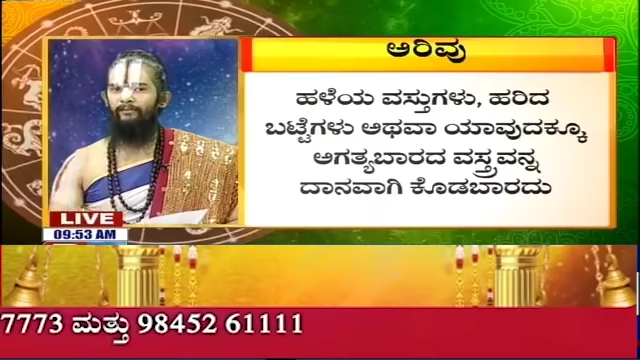 ಅರಿವು
ಹಳೆಯ ವಸ್ತುಗಳು, ಹರಿದ
ಬಟ್ಟೆಗಳು ಅಥವಾ ಯಾವುದಕ್ಕೂ
ಅಗತ್ಯಬಾರದ ವಸ್ತ್ರವನ್ನ
ದಾನವಾಗಿ ಕೊಡಬಾರದು
LIVE
09:53 AM
7773 ಮತ್ತು 98452 61111